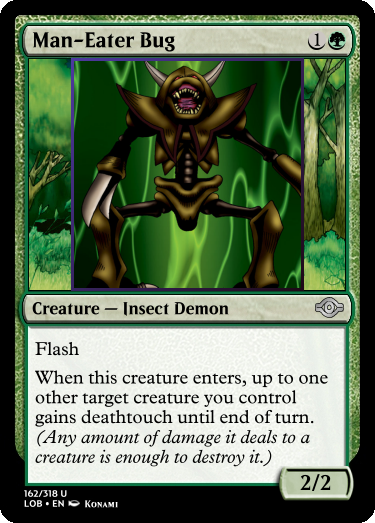 Man-Eater Bug 1
Creature — Insect Demon
Flash
When this creature enters, up to one
other target creature you control
gains deathtouch until end of turn.
(Any amount of damage it deals to a
creature is enough to destroy it.)
2/2
162/318 U
LOB • EN Konami